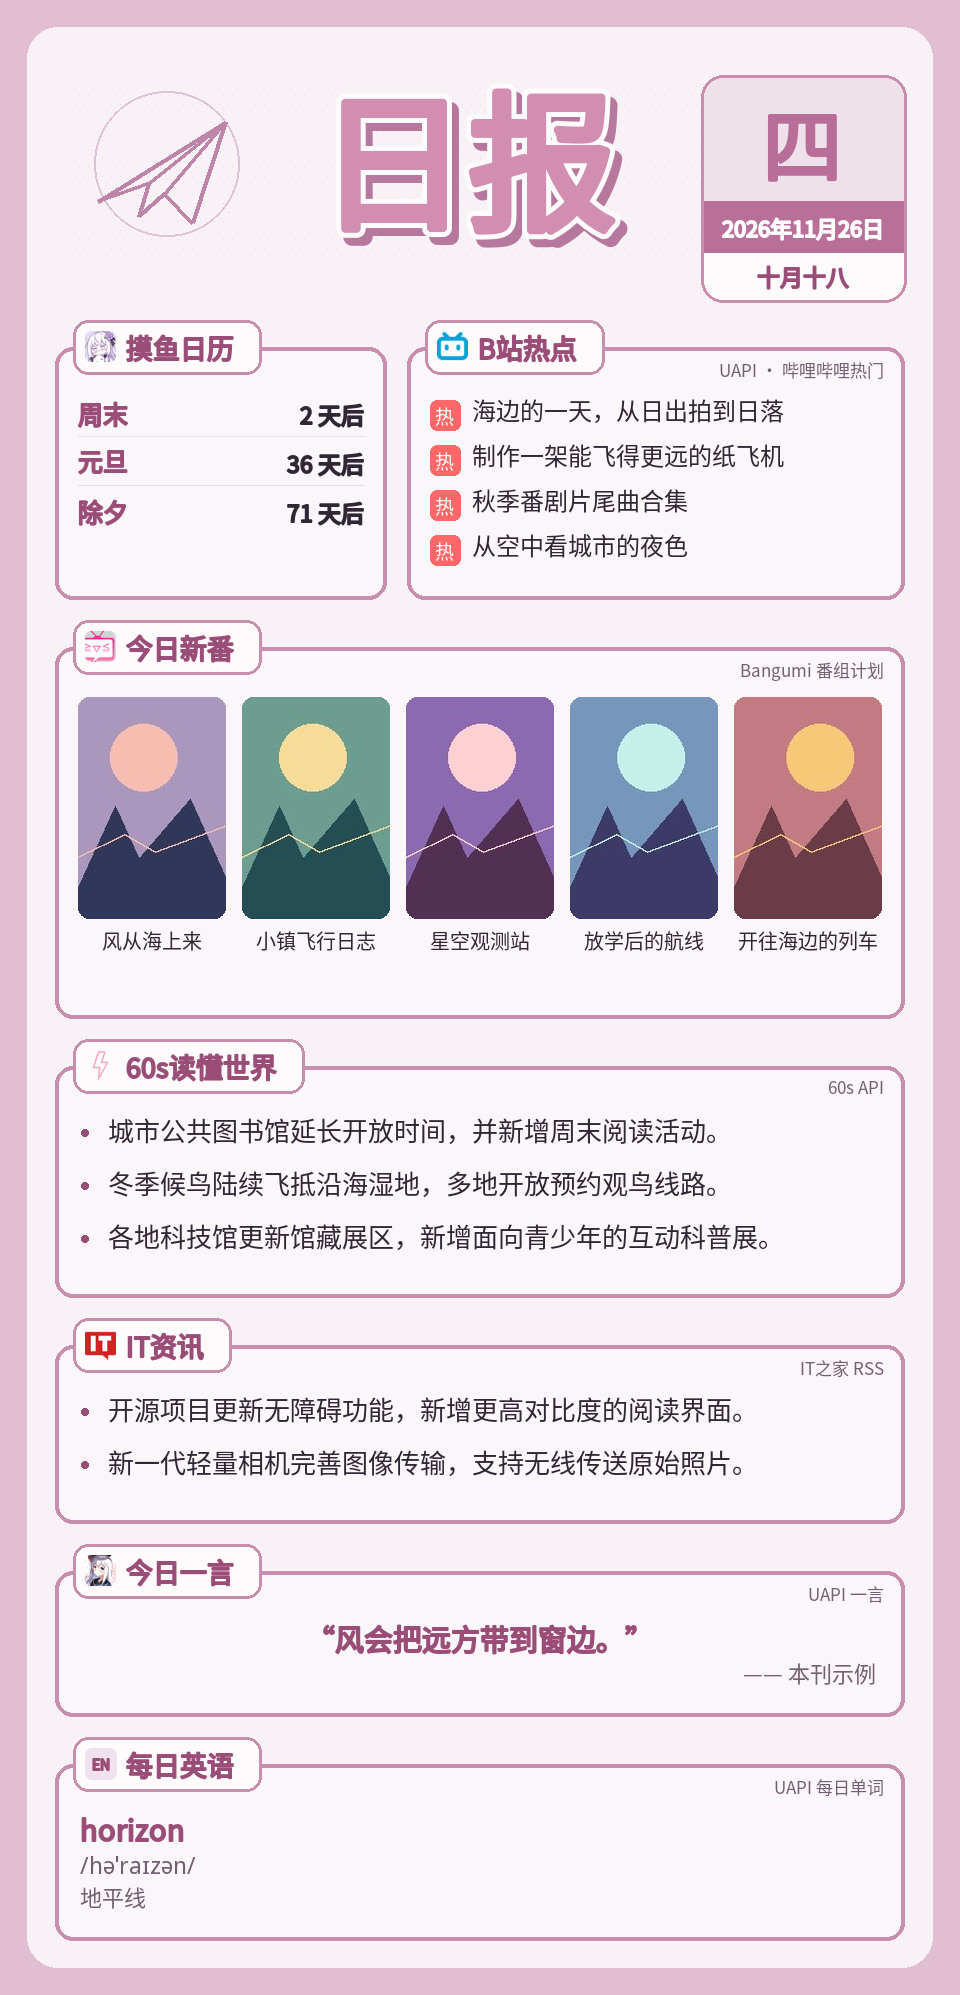 日报
四
2026年11月26日
十月十八
摸鱼日历
周末 2 天后
元旦 36 天后
除夕 71 天后
B站热点
UAPI · 哔哩哔哩热门
热 海边的一天，从日出拍到日落
热 制作一架能飞得更远的纸飞机
热 秋季番剧片尾曲合集
热 从空中看城市的夜色
今日新番
Bangumi 番组计划
风从海上来
小镇飞行日志
星空观测站
放学后的航线
开往海边的列车
60s读懂世界
60s API
• 城市公共图书馆延长开放时间，并新增周末阅读活动。
• 冬季候鸟陆续飞抵沿海湿地，多地开放预约观鸟线路。
• 各地科技馆更新馆藏展区，新增面向青少年的互动科普展。
IT IT资讯
IT之家 RSS
• 开源项目更新无障碍功能，新增更高对比度的阅读界面。
• 新一代轻量相机完善图像传输，支持无线传送原始照片。
今日一言
UAPI 一言
“风会把远方带到窗边。”
—— 本刊示例
EN 每日英语
UAPI 每日单词
horizon
/həˈraɪzən/
地平线